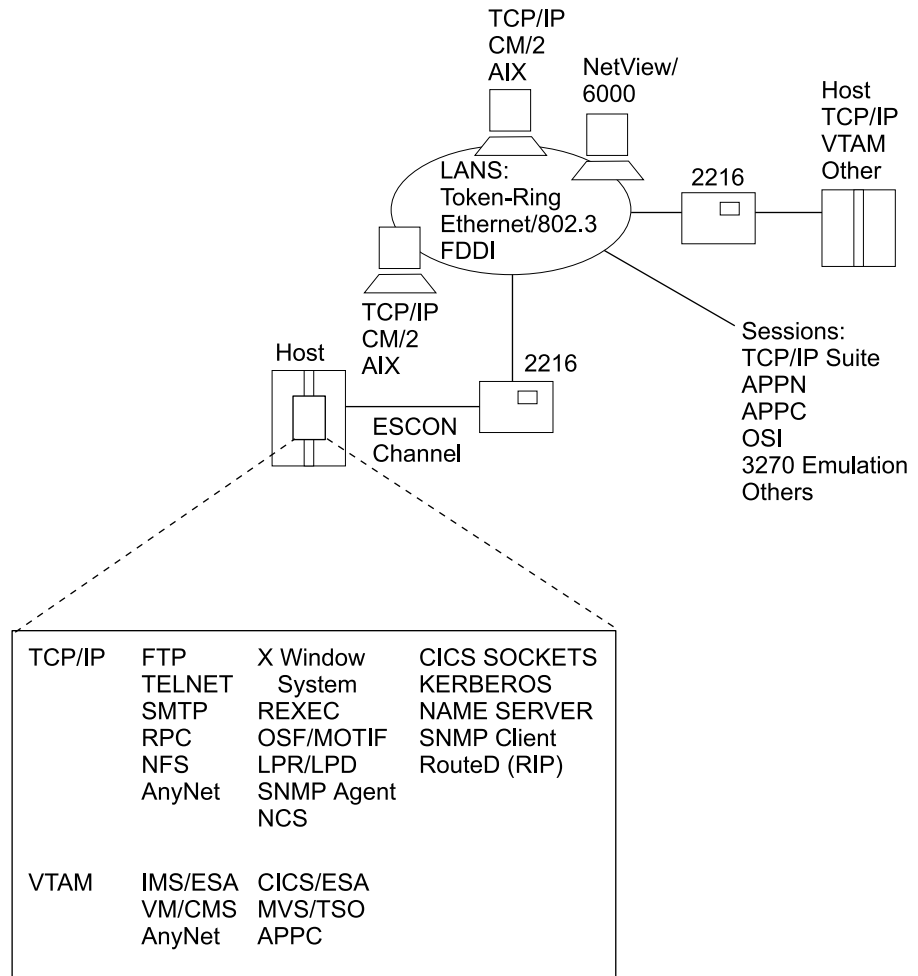 TCP/IP
CM/2
AIX
NetView/
6000
Host
TCP/IP
VTAM
Other
2216
LANS:
Token-Ring
Ethernet/802.3
FDDI
TCP/IP
CM/2
AIX
Host
2216
ESCON
Channel
Sessions:
TCP/IP Suite
APPN
APPC
OSI
3270 Emulation
Others
TCP/IP FTP X Window CICS SOCKETS
TELNET System KERBEROS
SMTP REXEC NAME SERVER
RPC OSF/MOTIF SNMP Client
NFS LPR/LPD RouteD (RIP)
AnyNet SNMP Agent
NCS
VTAM IMS/ESA CICS/ESA
VM/CMS MVS/TSO
AnyNet APPC